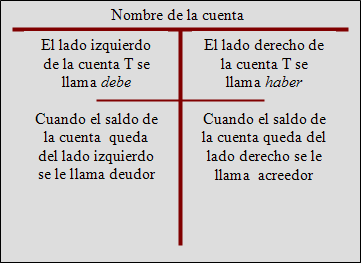 Nombre de la cuenta
El lado izquierdo
de la cuenta T se
llama debe
El lado derecho de
la cuenta T se
llama haber
Cuando el saldo de
la cuenta queda
del lado izquierdo
se le llama deudor
Cuando el saldo de
la cuenta queda del
lado derecho se le
llama acreedor